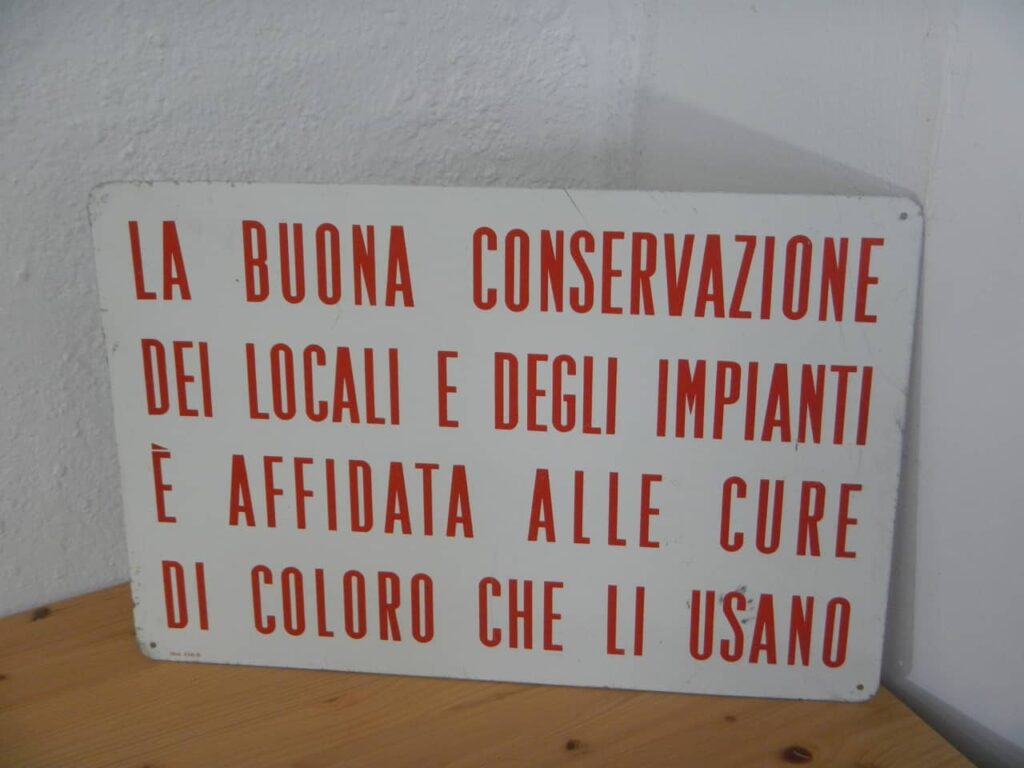 LA BUONA CONSERVAZIONE
DEI LOCALI E DEGLI IMPIANTI
È AFFIDATA ALLE CURE
DI COLORO CHE LI USANO